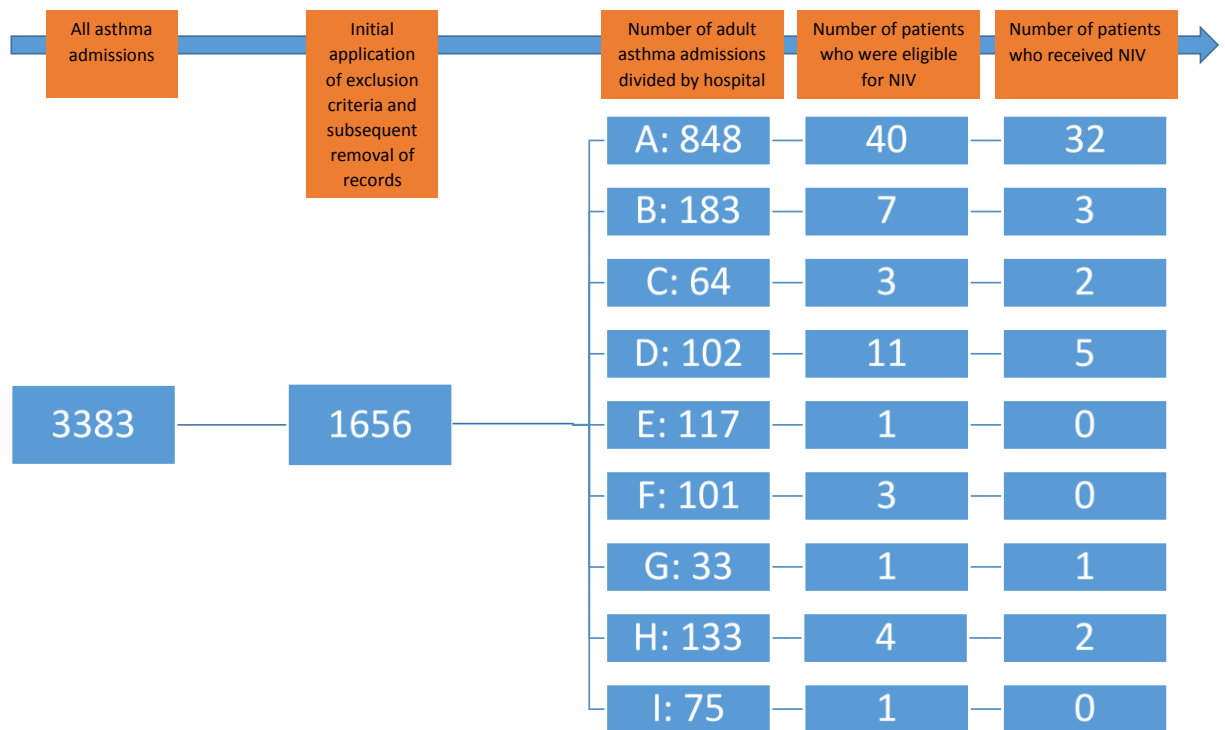 All asthma
admissions
Initial
application
of exclusion
criteria and
subsequent
removal of
records
Number of adult
asthma admissions
divided by hospital
Number of patients
who were eligible
for NIV
Number of patients
who received NIV
A: 848
40
32
B: 183
7
3
C: 64
3
2
D: 102
11
5
3383
1656
E: 117
1
0
F: 101
3
0
G: 33
1
1
H: 133
4
2
I: 75
1
0